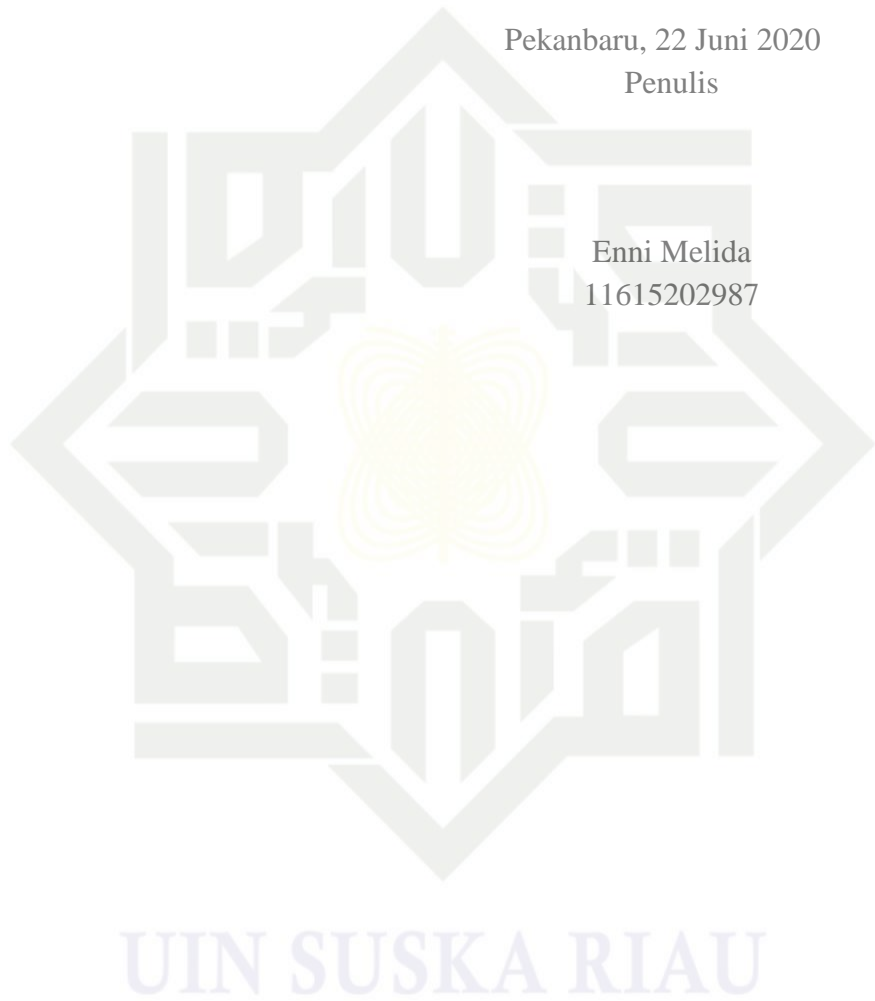 Pekanbaru, 22 Juni 2020
Penulis
Enni Melida
11615202987
UIN SUSKA RIAU